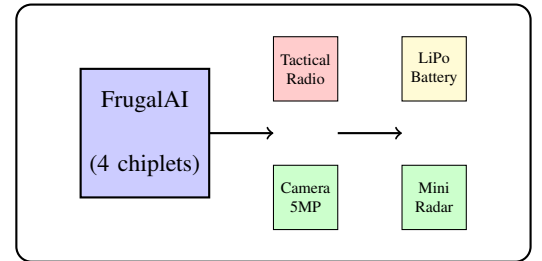 FrugalAI
(4 chiplets)
Tactical
Radio
LiPo
Battery
Camera
5MP
Mini
Radar